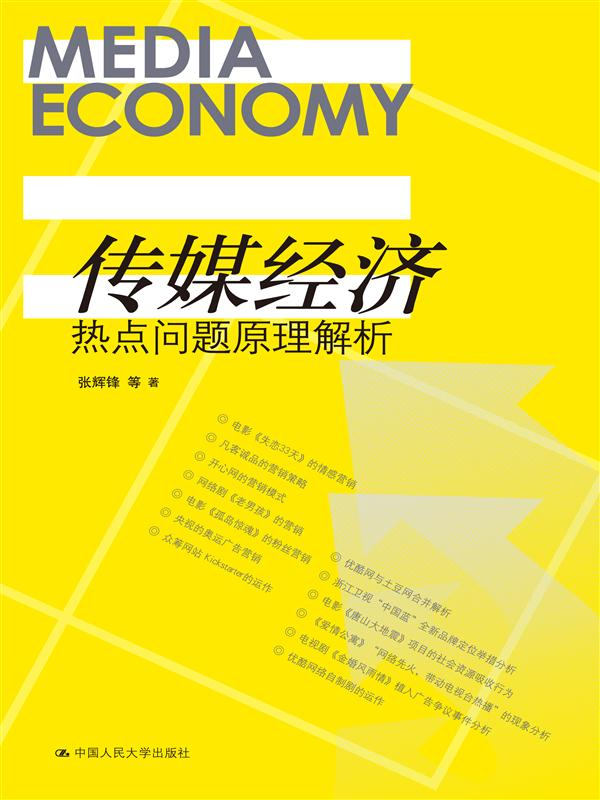 MEDIA
ECONOMY
传媒经济
热点问题原理解析
张辉锋 等 著
◎ 电影《失恋33天》的情感营销
◎ 凡客诚品的营销策略
◎ 开心网的营销模式
◎ 网络剧《老男孩》的营销
◎ 电影《孤岛惊魂》的粉丝营销
◎ 央视的奥运广告营销
◎ 众筹网站 Kickstarter的运作
◎ 优酷网与土豆网合并解析
◎ 浙江卫视“中国蓝”全新品牌定位举措分析
◎ 电影《唐山大地震》项目的社会资源吸收行为
◎ 《爱情公寓》“网络先火、带动电视台热播”的现象分析
◎ 电视剧《金婚风雨情》植入广告争议事件分析
◎ 优酷网络自制剧的运作
中国人民大学出版社